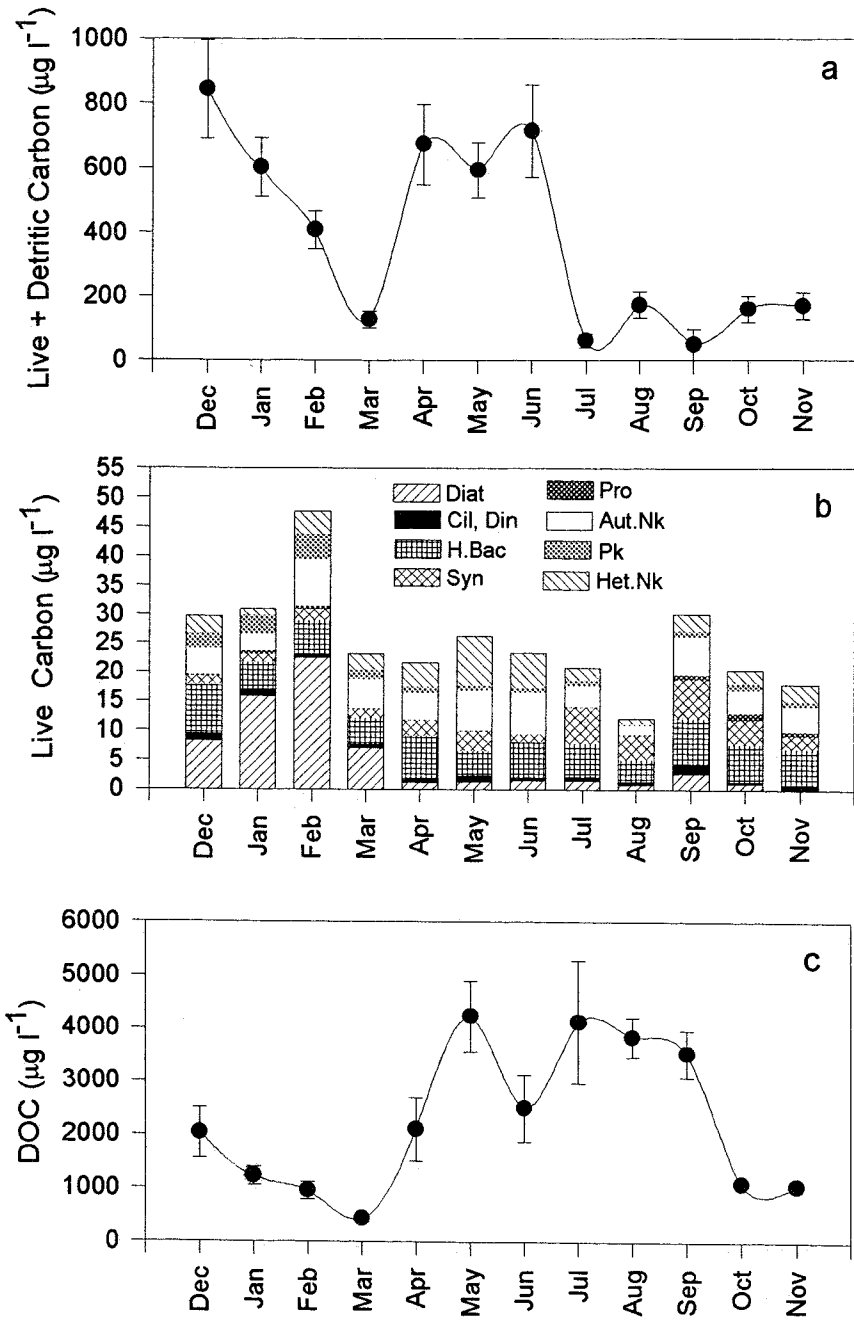 a
Live + Detritic Carbon (µg l⁻¹)
1000
800
600
400
200
0
Dec Jan Feb Mar Apr May Jun Jul Aug Sep Oct Nov
b
Live Carbon (µg l⁻¹)
55
50
45
40
35
30
25
20
15
10
5
0
Diat Pro
Cil, Din Aut.Nk
H.Bac Pk
Syn Het.Nk
Dec Jan Feb Mar Apr May Jun Jul Aug Sep Oct Nov
c
DOC (µg l⁻¹)
6000
5000
4000
3000
2000
1000
0
Dec Jan Feb Mar Apr May Jun Jul Aug Sep Oct Nov